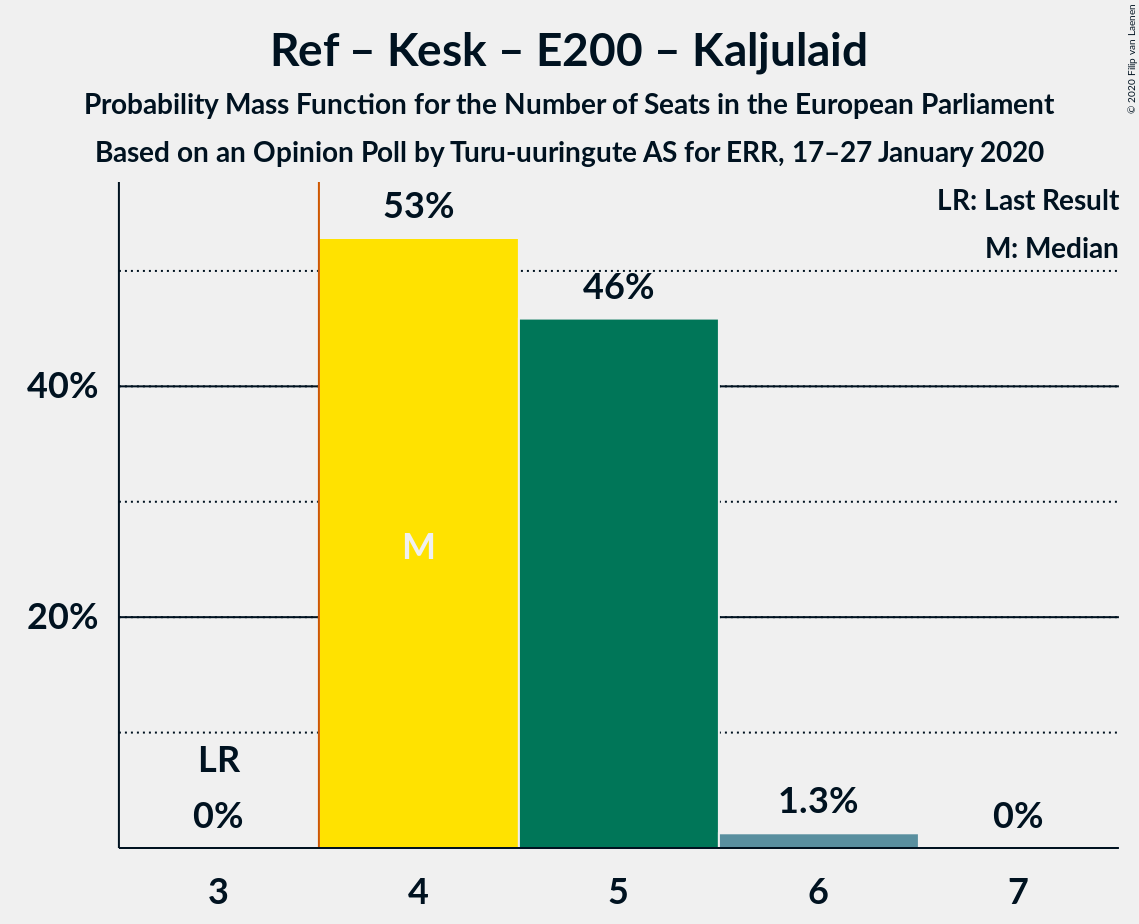 Ref – Kesk – E200 – Kaljulaid
Probability Mass Function for the Number of Seats in the European Parliament
Based on an Opinion Poll by Turu-uuringute AS for ERR, 17–27 January 2020
© 2020 Filip van Laenen
LR: Last Result
M: Median
53%
46%
40%
M
20%
LR
0%
1.3%
0%
3 4 5 6 7